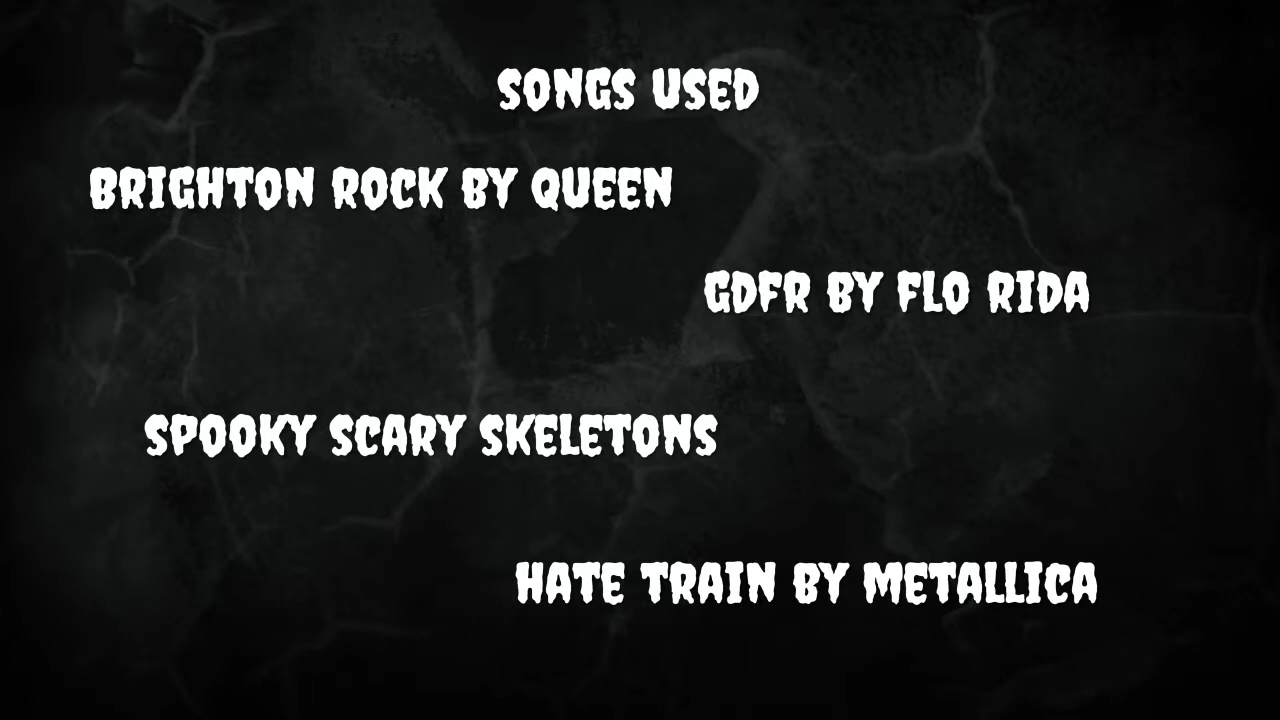 SONGS USED
BRIGHTON ROCK BY QUEEN
GDFR BY FLO RIDA
SPOOKY SCARY SKELETONS
HATE TRAIN BY METALLICA